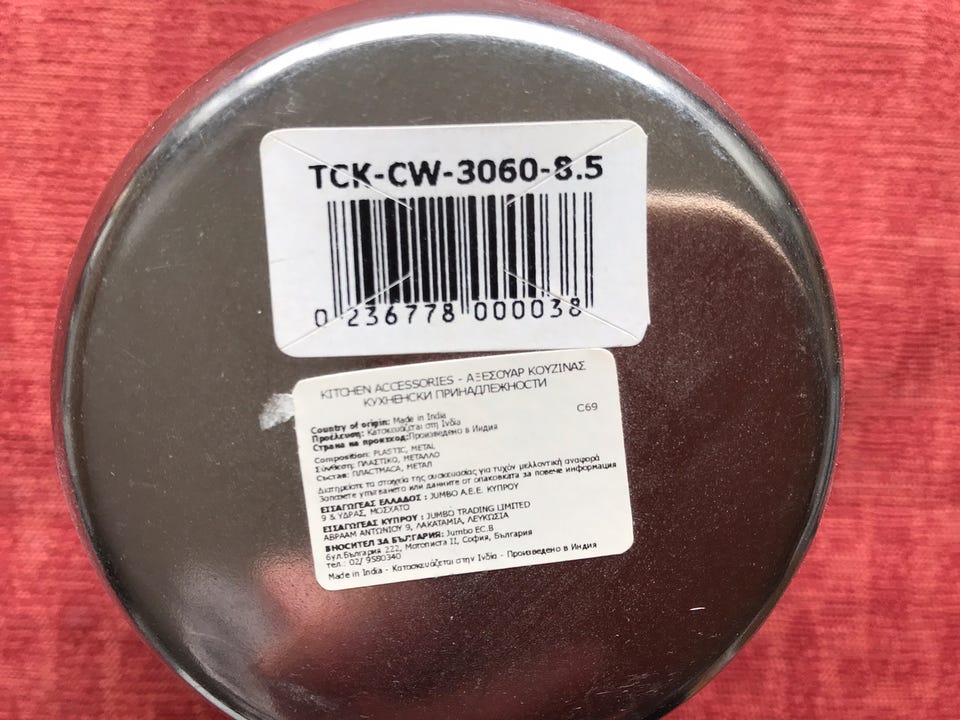 TCK-CW-3060-8.5
0 236778 000038
KITCHEN ACCESSORIES - ΑΞΕΣΟΥΑΡ ΚΟΥΖΙΝΑΣ
КУХНЕНСКИ ПРИНАДЛЕЖНОСТИ
C69
Country of origin: Made in India
Προέλευση: Κατασκευάζεται στη Ινδία
Страна на произход:Произведено в Индия
Composition: PLASTIC, METAL
Σύνθεση: ΠΛΑΣΤΙΚΟ, ΜΕΤΑΛΛΟ
Състав: ПЛАСТМАСА, МЕТАЛ
Διατηρείστε τα στοιχεία της συσκευασίας για τυχόν μελλοντική αναφορά
Запазете упътването или данните от опаковката за повече информация
ΕΙΣΑΓΩΓΕΑΣ ΕΛΛΑΔΟΣ : JUMBO A.E.E. ΚΥΠΡΟΥ
9 & ΥΔΡΑΣ, ΜΟΣΧΑΤΟ
ΕΙΣΑΓΩΓΕΑΣ ΚΥΠΡΟΥ : JUMBO TRADING LIMITED
ΑΒΡΑΑΜ ΑΝΤΩΝΙΟΥ 9, ΛΑΚΑΤΑΜΙΑ, ΛΕΥΚΩΣΙΑ
ВНОСИТЕЛ ЗА БЪЛГАРИЯ: Jumbo EC.B
бул.България 222, Мотописта II, София, България
тел.: 02/ 9580340
Made in India - Κατασκευάζεται στην Ινδία - Произведено в Индия